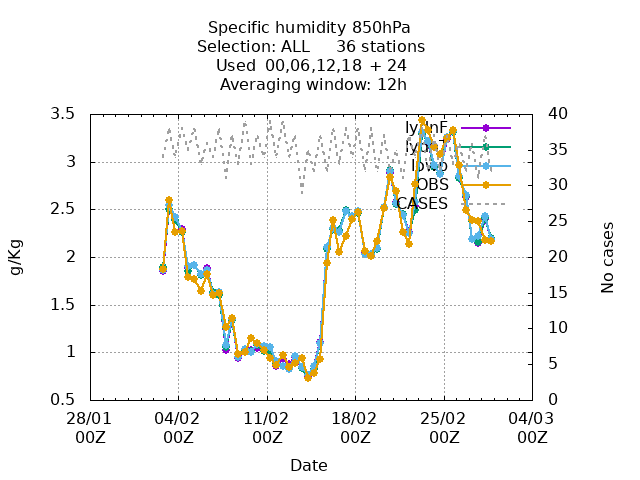 Specific humidity 850hPa
Selection: ALL 36 stations
Used 00,06,12,18 + 24
Averaging window: 12h
3.5
3
2.5
2
1.5
1
0.5
g/Kg
40
35
30
25
20
15
10
5
0
No cases
OBS
CASES
28/01 04/02 11/02 18/02 25/02 04/03
00Z 00Z 00Z 00Z 00Z 00Z
Date